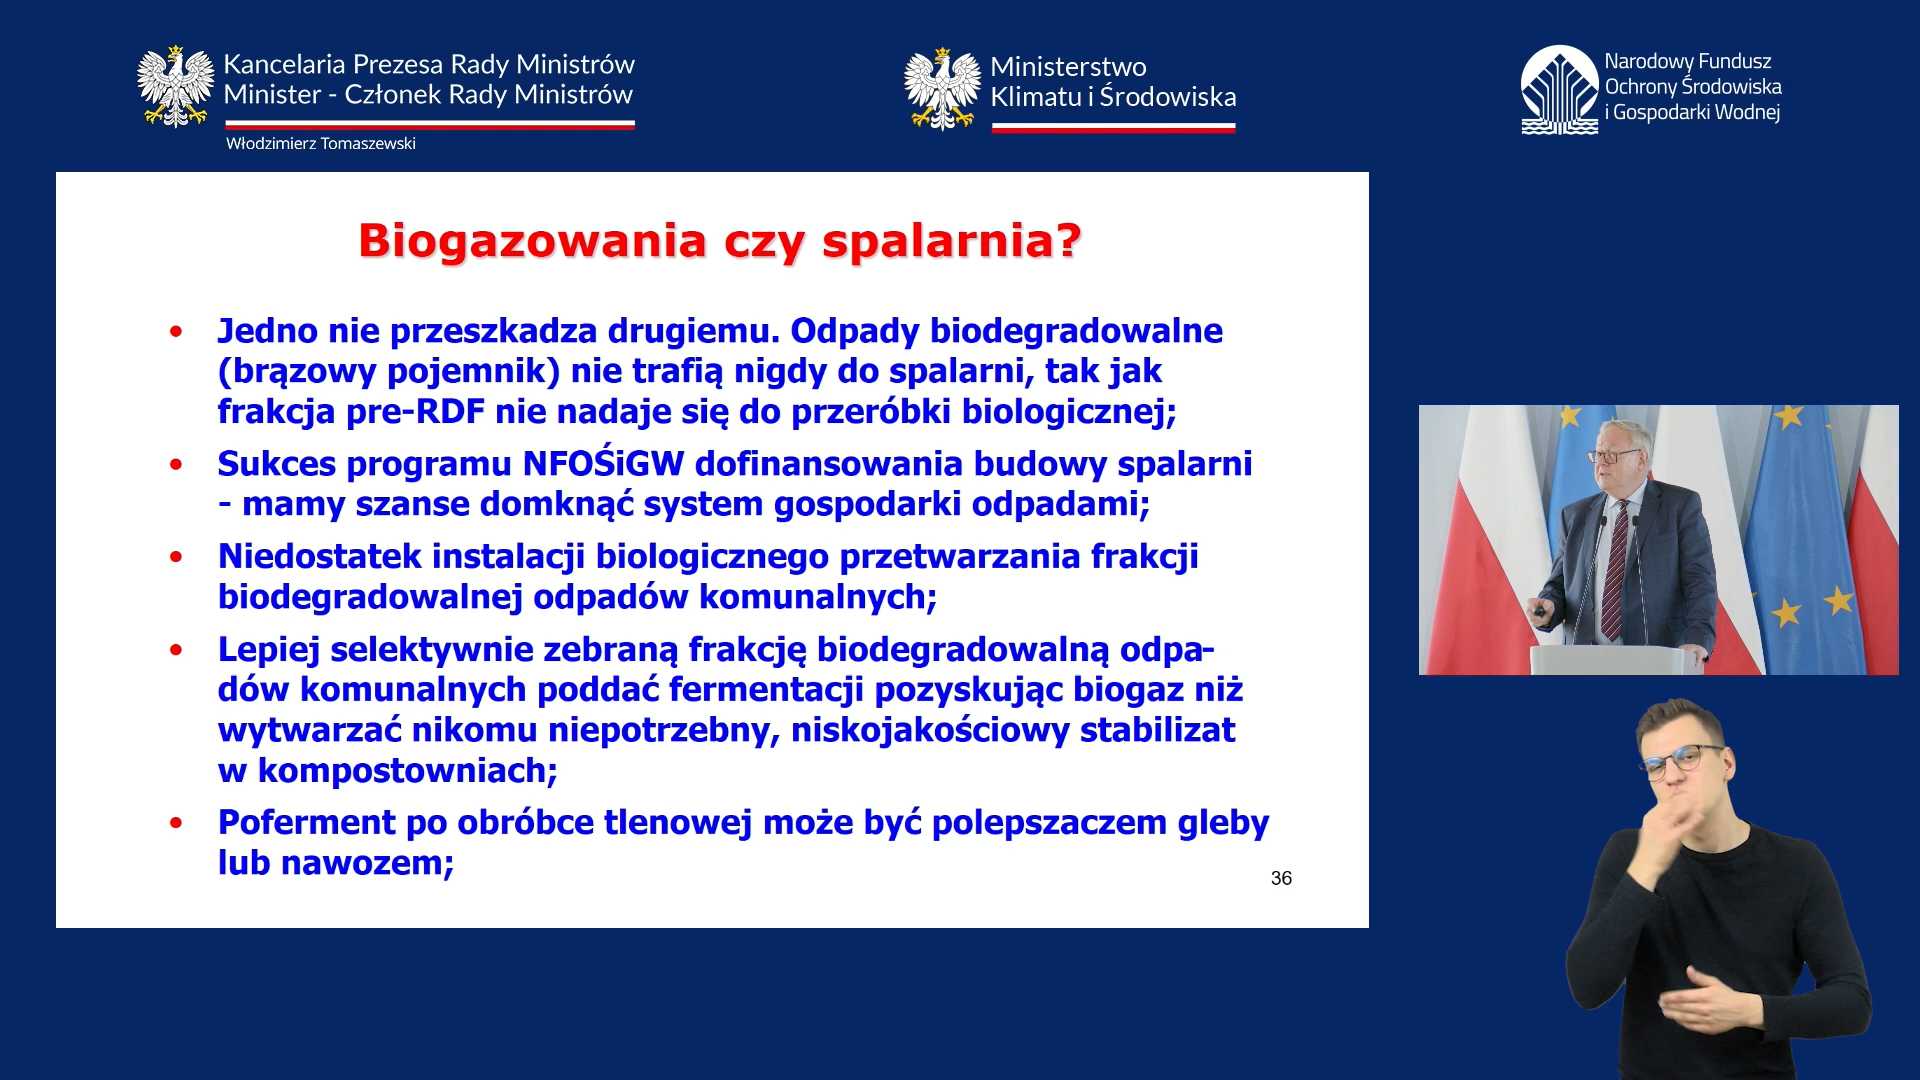 Kancelaria Prezesa Rady Ministrów
Minister - Członek Rady Ministrów
Włodzimierz Tomaszewski
Ministerstwo
Klimatu i Środowiska
Narodowy Fundusz
Ochrony Środowiska
i Gospodarki Wodnej
Biogazowania czy spalarnia?
• Jedno nie przeszkadza drugiemu. Odpady biodegradowalne
(brązowy pojemnik) nie trafią nigdy do spalarni, tak jak
frakcja pre-RDF nie nadaje się do przeróbki biologicznej;
• Sukces programu NFOŚiGW dofinansowania budowy spalarni
- mamy szanse domknąć system gospodarki odpadami;
• Niedostatek instalacji biologicznego przetwarzania frakcji
biodegradowalnej odpadów komunalnych;
• Lepiej selektywnie zebraną frakcję biodegradowalną odpa-
dów komunalnych poddać fermentacji pozyskując biogaz niż
wytwarzać nikomu niepotrzebny, niskojakościowy stabilizat
w kompostowniach;
• Poferment po obróbce tlenowej może być polepszaczem gleby
lub nawozem;
36